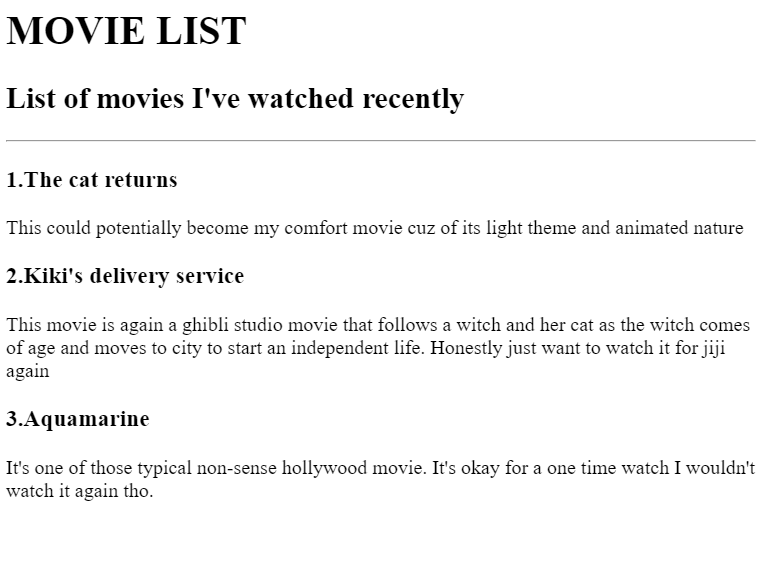 MOVIE LIST
List of movies I've watched recently
1.The cat returns
This could potentially become my comfort movie cuz of its light theme and animated nature
2.Kiki's delivery service
This movie is again a ghibli studio movie that follows a witch and her cat as the witch comes
of age and moves to city to start an independent life. Honestly just want to watch it for jiji
again
3.Aquamarine
It's one of those typical non-sense hollywood movie. It's okay for a one time watch I wouldn't
watch it again tho.